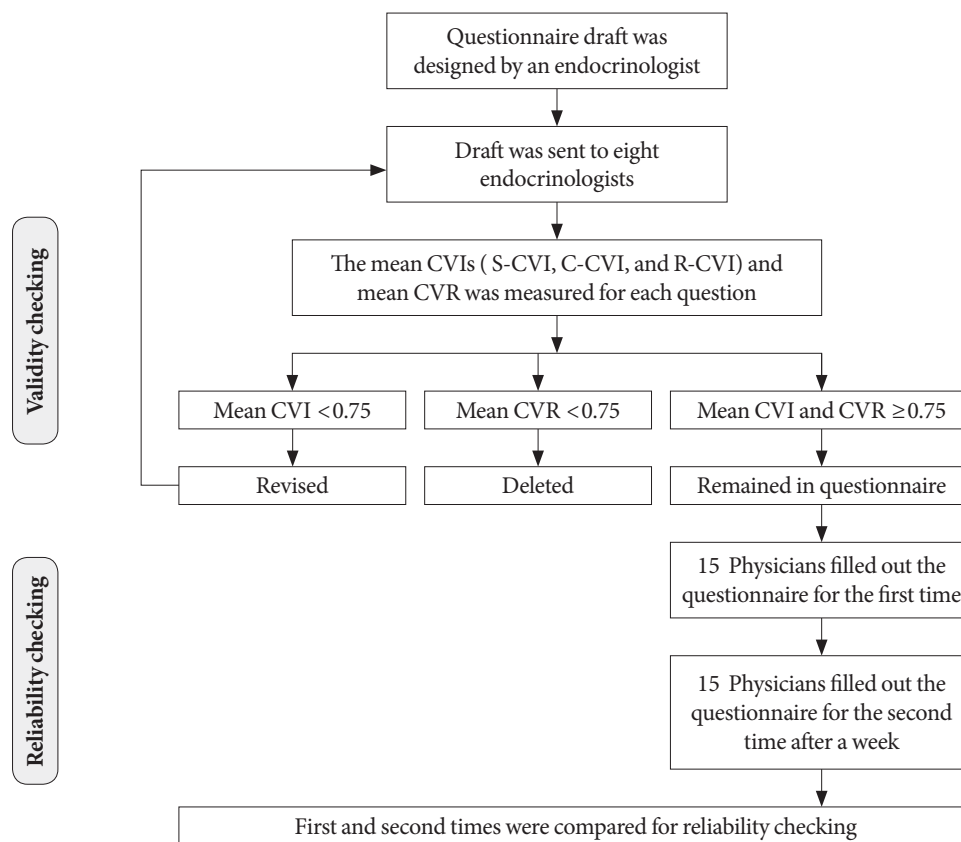 Questionnaire draft was
designed by an endocrinologist
Draft was sent to eight
endocrinologists
Validity checking
The mean CVIs ( S-CVI, C-CVI, and R-CVI) and
mean CVR was measured for each question
Mean CVI <0.75
Mean CVR <0.75
Mean CVI and CVR ≥0.75
Revised
Deleted
Remained in questionnaire
Reliability checking
15 Physicians filled out the
questionnaire for the first time
15 Physicians filled out the
questionnaire for the second
time after a week
First and second times were compared for reliability checking